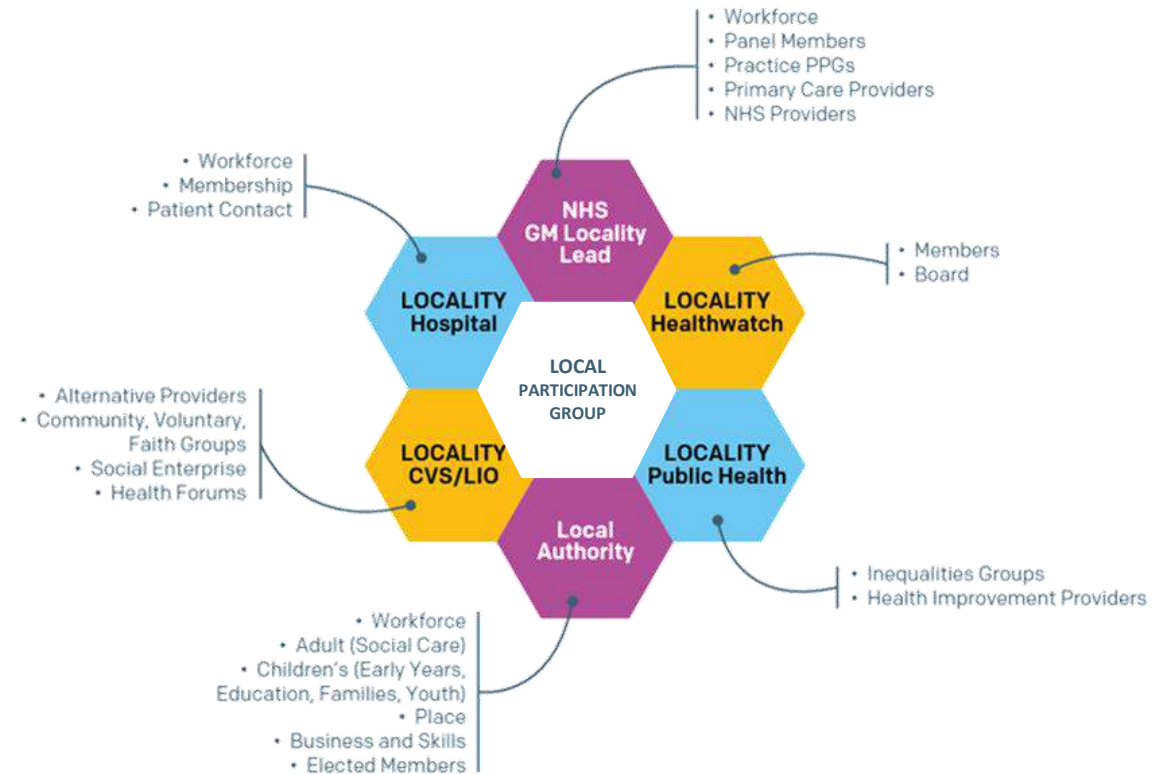 • Workforce
• Panel Members
• Practice PPGs
• Primary Care Providers
• NHS Providers
• Workforce
• Membership
• Patient Contact
NHS
GM Locality
Lead
• Members
• Board
LOCALITY
Hospital
LOCALITY
Healthwatch
LOCAL
PARTICIPATION
GROUP
• Alternative Providers
• Community, Voluntary,
Faith Groups
• Social Enterprise
• Health Forums
LOCALITY
CVS/LIO
LOCALITY
Public Health
Local
Authority
• Inequalities Groups
• Health Improvement Providers
• Workforce
• Adult (Social Care)
• Children's (Early Years,
Education, Families, Youth)
• Place
• Business and Skills
• Elected Members